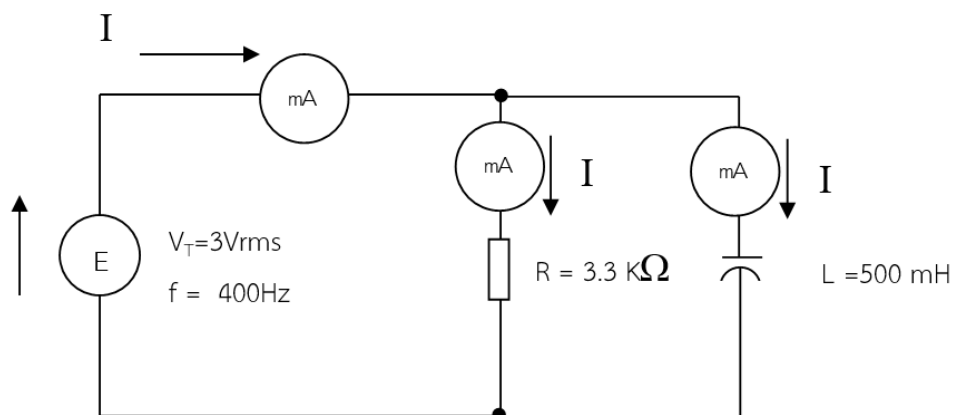 I
mA
mA
I
mA
I
E
V_T=3Vrms
f = 400Hz
R = 3.3 KΩ
L =500 mH